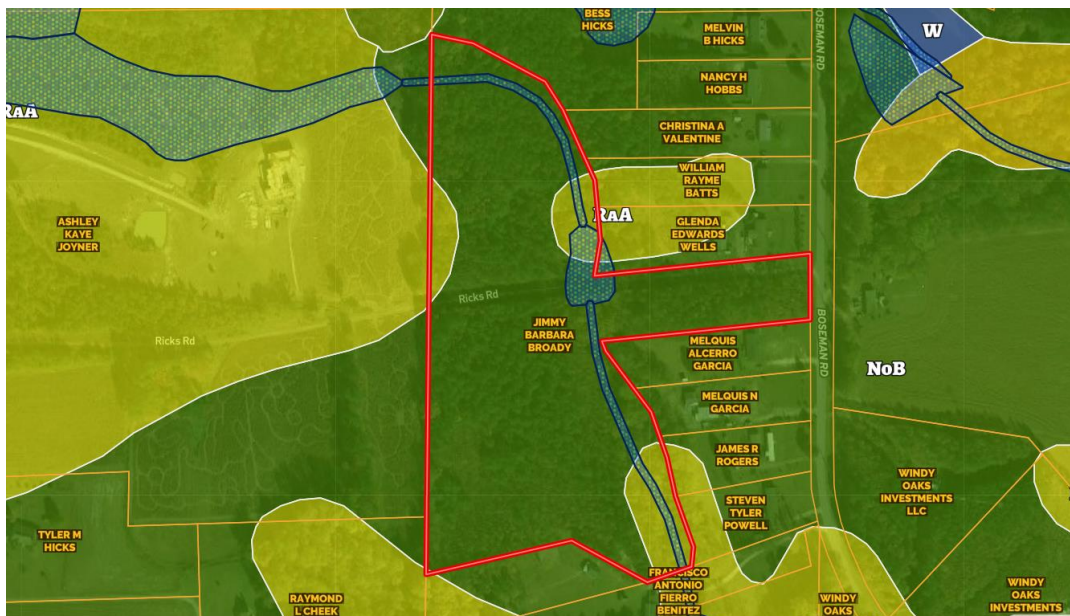 BESS
HICKS
MELVIN
B HICKS
BOSEMAN RD
W
NANCY H
HOBBS
RAA
CHRISTINA A
VALENTINE
WILLIAM
RAYME
BATTS
ASHLEY
KAYE
JOYNER
RAA
GLENDA
EDWARDS
WELLS
Ricks Rd
Ricks Rd
JIMMY
BARBARA
BROADY
BOSEMAN RD
MELQUIS
ALCERRO
GARCIA
NOB
MELQUIS N
GARCIA
JAMES R
ROGERS
WINDY
OAKS
INVESTMENTS
LLC
STEVEN
TYLER
POWELL
TYLER M
HICKS
FRANCISCO
ANTONIO
FIERRO
BENITEZ
RAYMOND
L CHEEK
WINDY
OAKS
WINDY
OAKS
INVESTMENTS